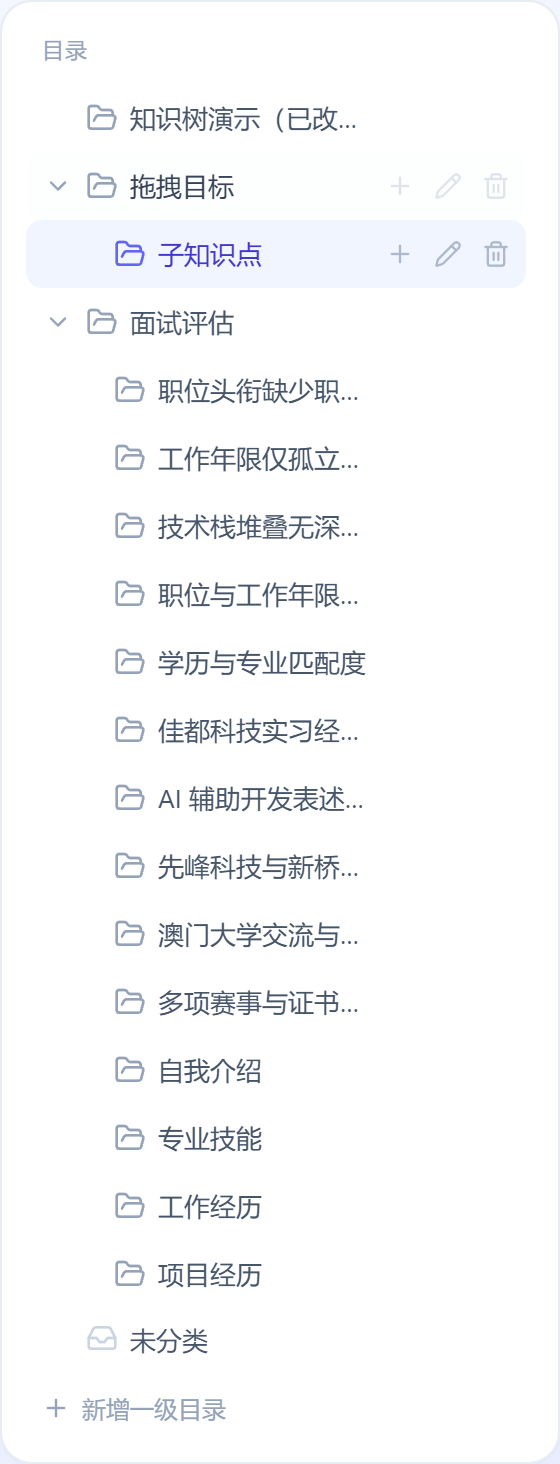 目录
知识树演示（已改...
拖拽目标
子知识点
面试评估
职位头衔缺少职...
工作年限仅孤立...
技术栈堆叠无深...
职位与工作年限...
学历与专业匹配度
佳都科技实习经...
AI 辅助开发表述...
先峰科技与新桥...
澳门大学交流与...
多项赛事与证书...
自我介绍
专业技能
工作经历
项目经历
未分类
新增一级目录